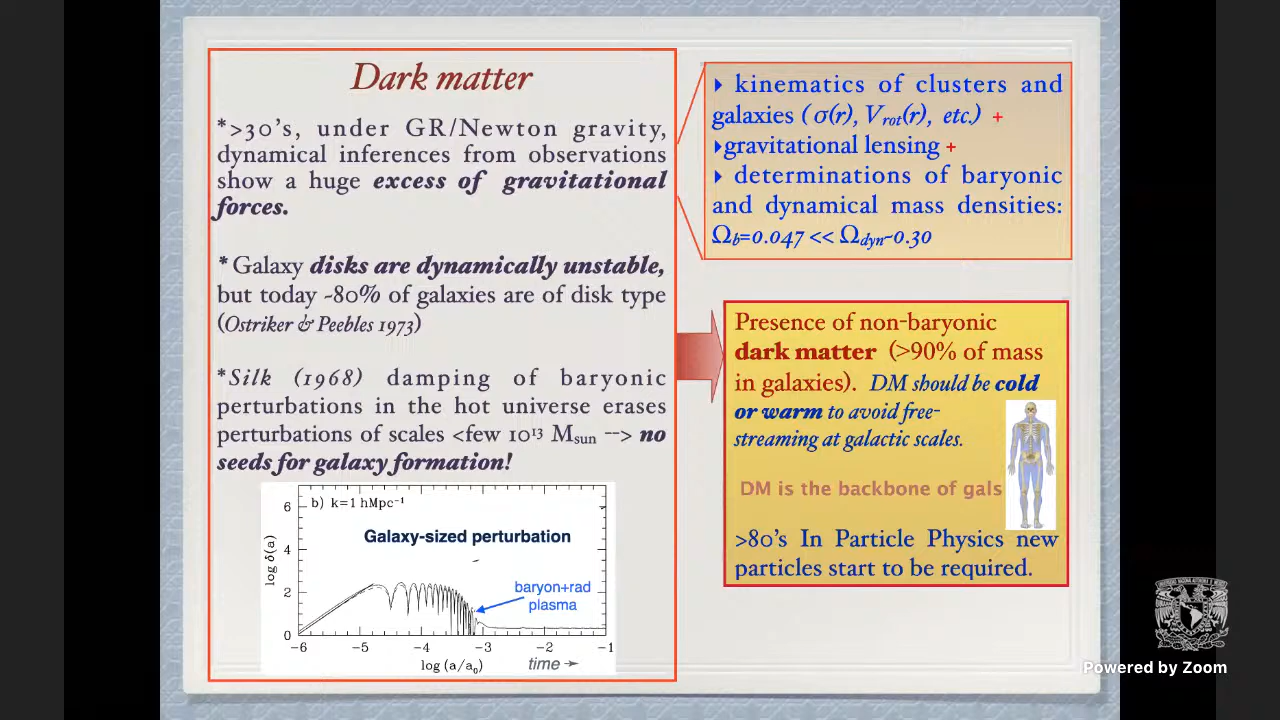 Dark matter
*>30's, under GR/Newton gravity,
dynamical inferences from observations
show a huge excess of gravitational
forces.
* Galaxy disks are dynamically unstable,
but today ~80% of galaxies are of disk type
(Ostriker & Peebles 1973)
*Silk (1968) damping of baryonic
perturbations in the hot universe erases
perturbations of scales <few 10¹³ Msun --> no
seeds for galaxy formation!
b) k=1 hMpc⁻¹
Galaxy-sized perturbation
baryon+rad
plasma
log δ(a)
6
4
2
0
−6 −5 −4 −3 −2 −1
log (a/a₀)
time →
‣ kinematics of clusters and
galaxies (σ(r), Vrot(r), etc.) +
‣gravitational lensing +
‣ determinations of baryonic
and dynamical mass densities:
Ωb=0.047 << Ωdyn~0.30
Presence of non-baryonic
dark matter (>90% of mass
in galaxies). DM should be cold
or warm to avoid free-
streaming at galactic scales.
DM is the backbone of gals
>80's In Particle Physics new
particles start to be required.
Powered by Zoom